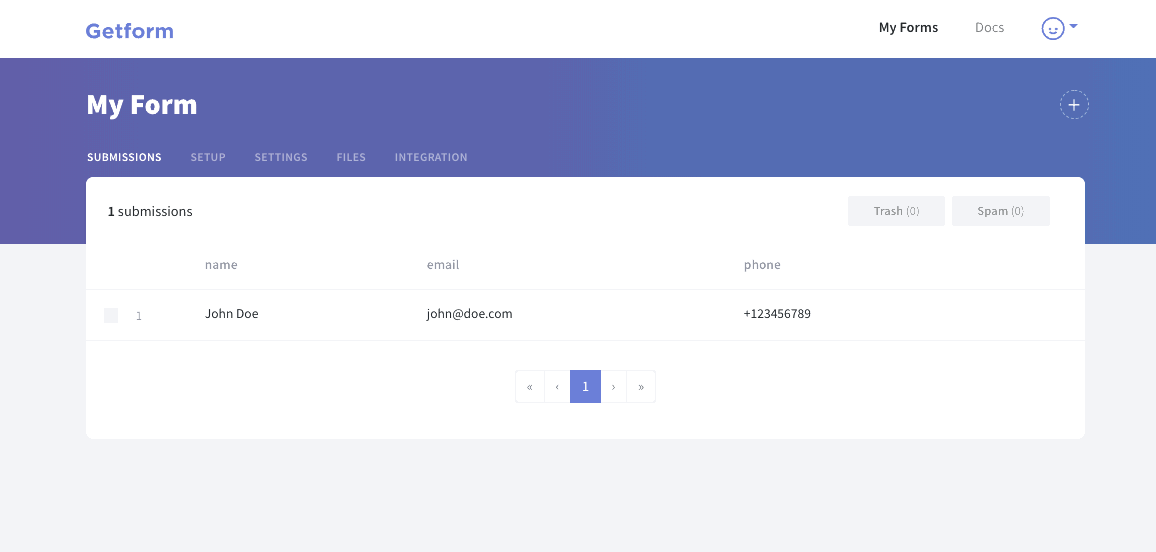 Getform
My Forms Docs
My Form
+
SUBMISSIONS SETUP SETTINGS FILES INTEGRATION
1 submissions Trash (0) Spam (0)
name email phone
1 John Doe john@doe.com +123456789
« ‹ 1 › »